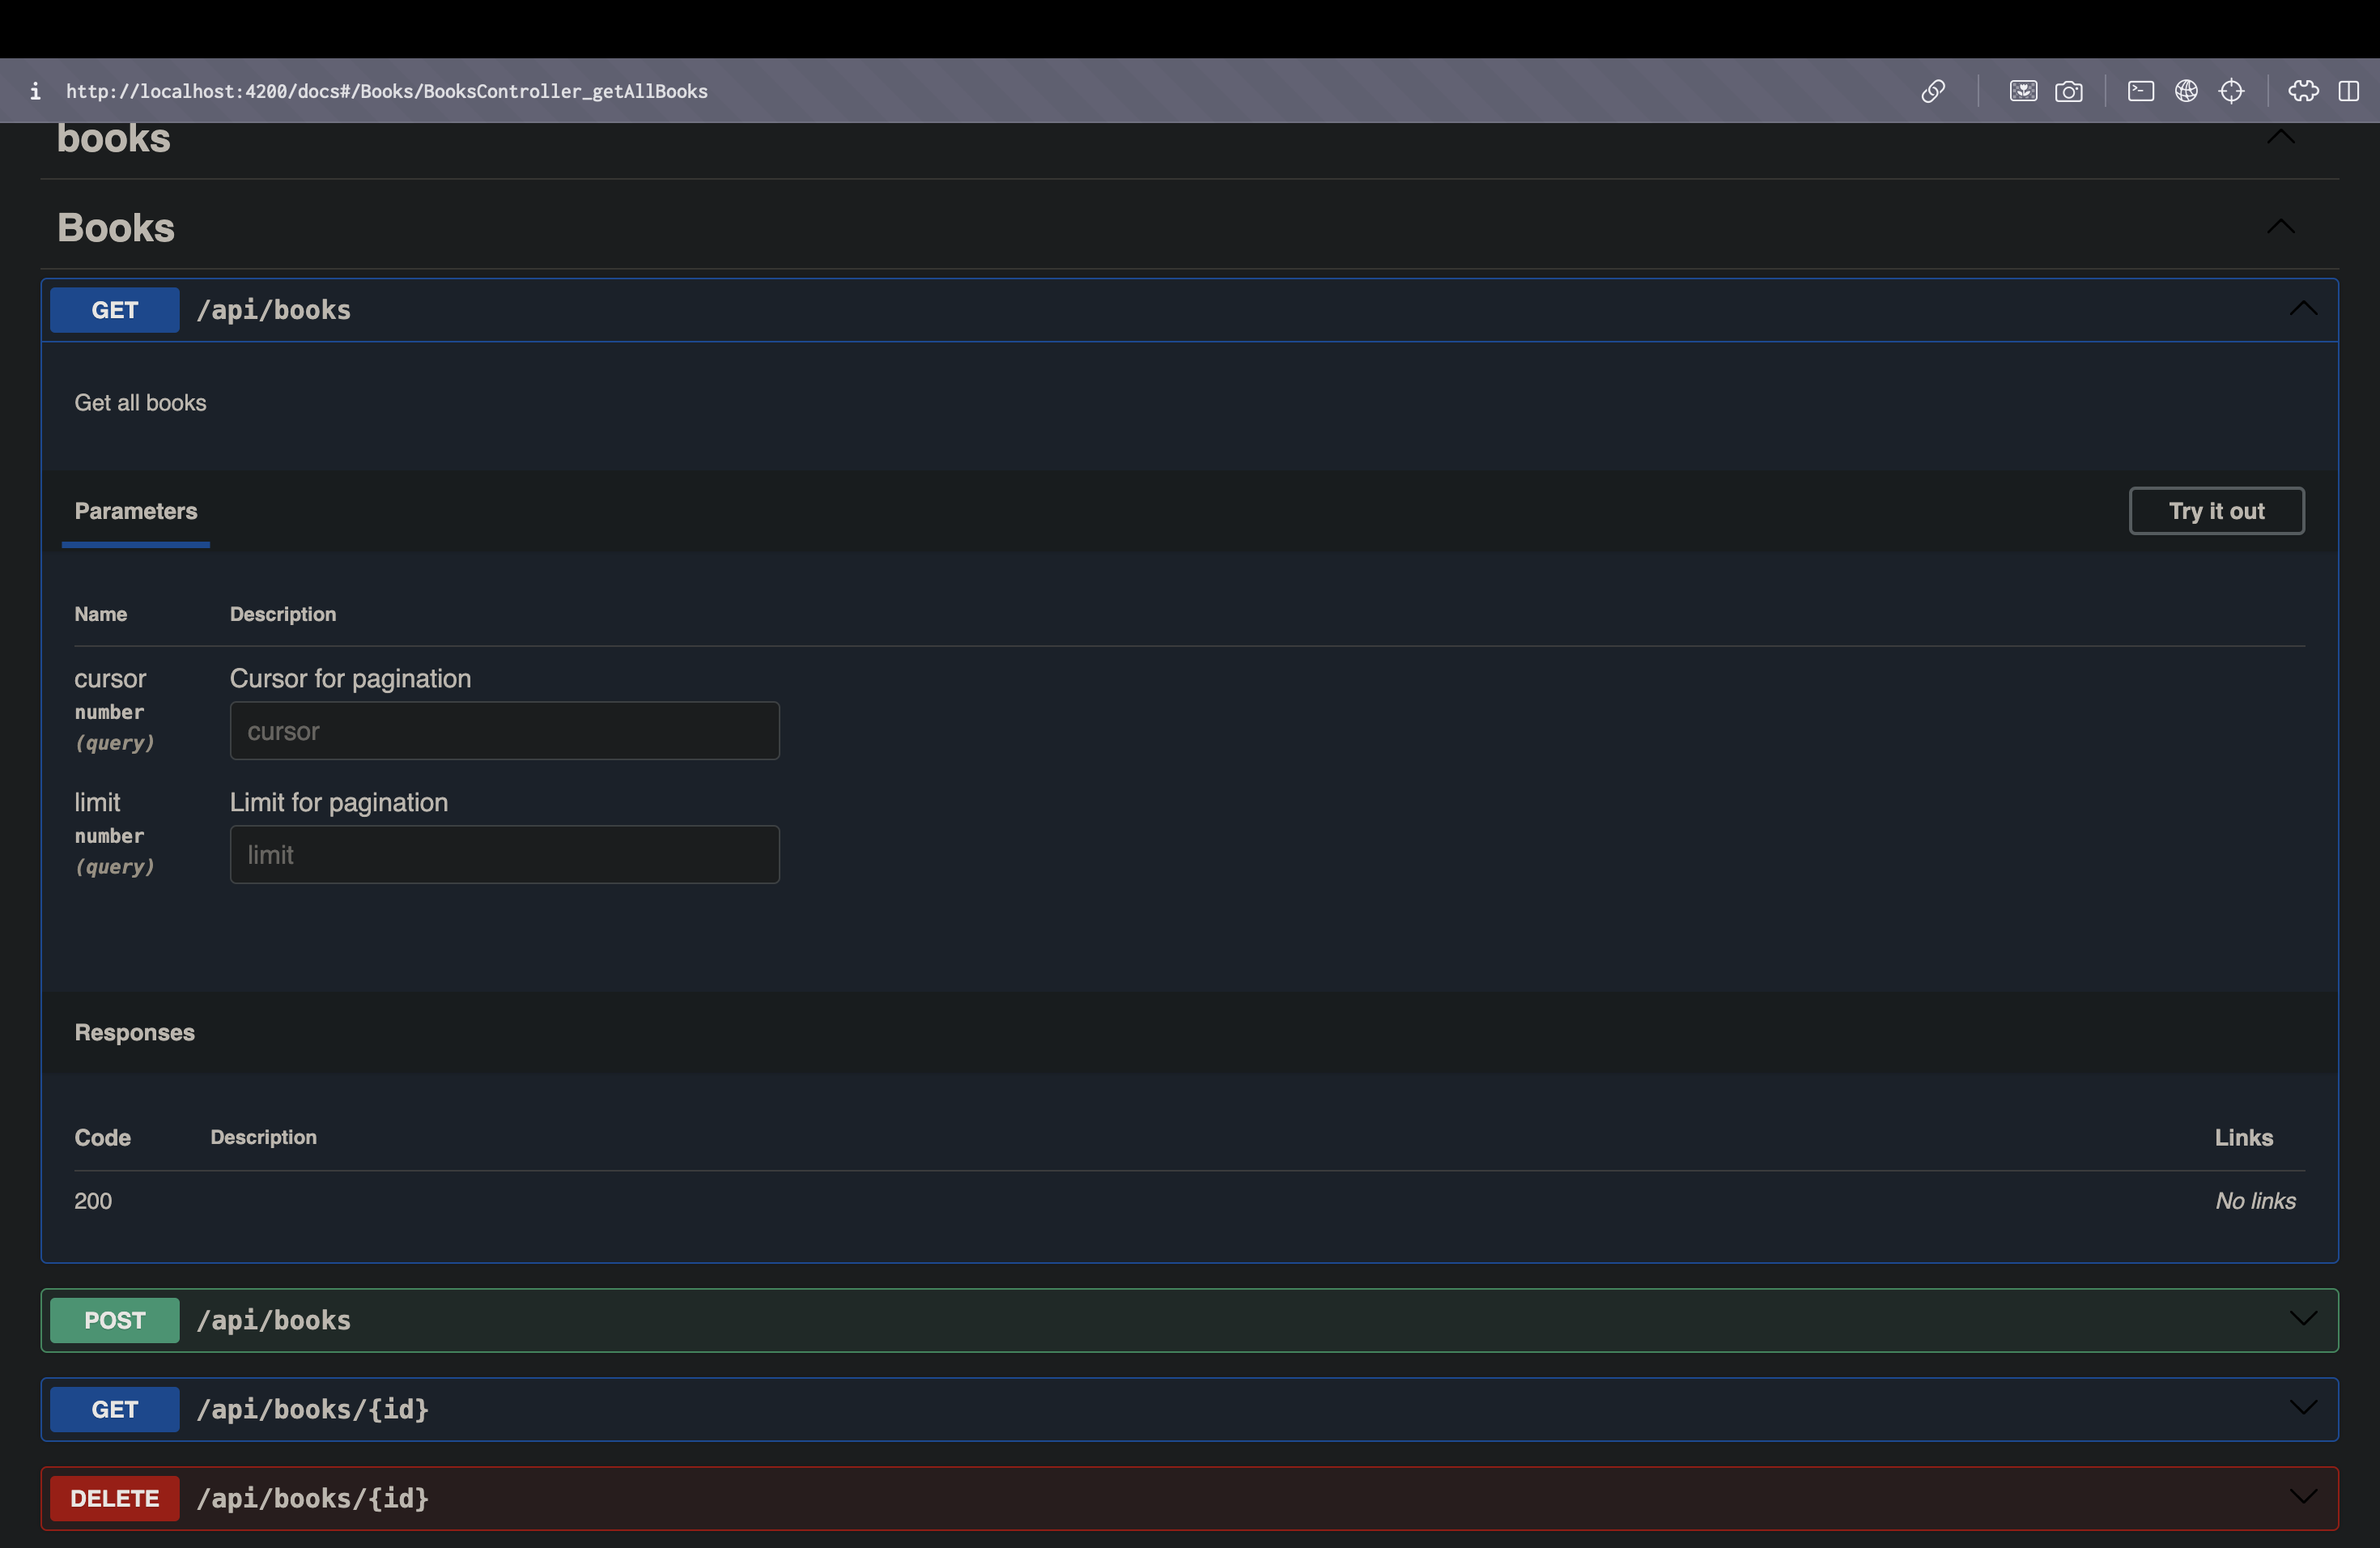 i http://localhost:4200/docs#/Books/BooksController_getAllBooks
books
Books
GET /api/books
Get all books
Parameters
Try it out
Name Description
cursor Cursor for pagination
number
(query)
cursor
limit Limit for pagination
number
(query)
limit
Responses
Code Description Links
200 No links
POST /api/books
GET /api/books/{id}
DELETE /api/books/{id}